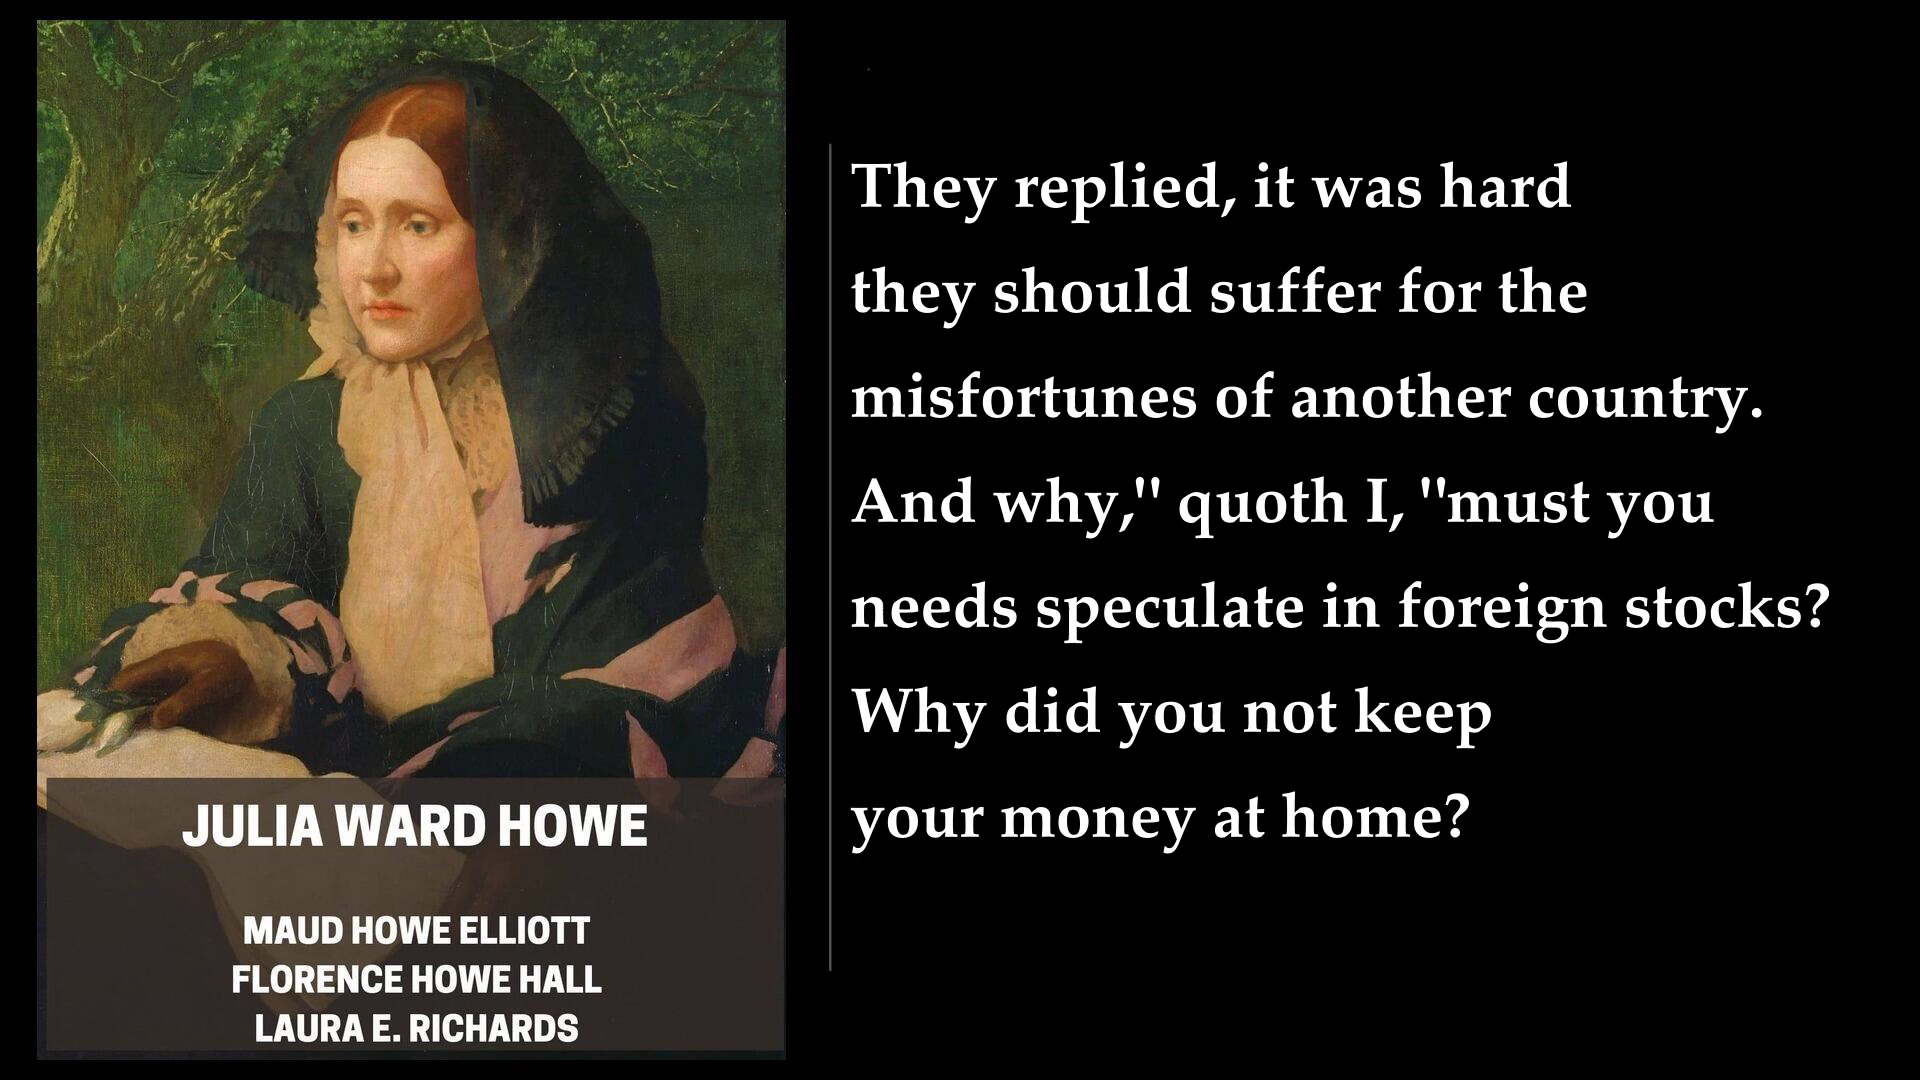 JULIA WARD HOWE
MAUD HOWE ELLIOTT
FLORENCE HOWE HALL
LAURA E. RICHARDS
They replied, it was hard
they should suffer for the
misfortunes of another country.
And why," quoth I, "must you
needs speculate in foreign stocks?
Why did you not keep
your money at home?